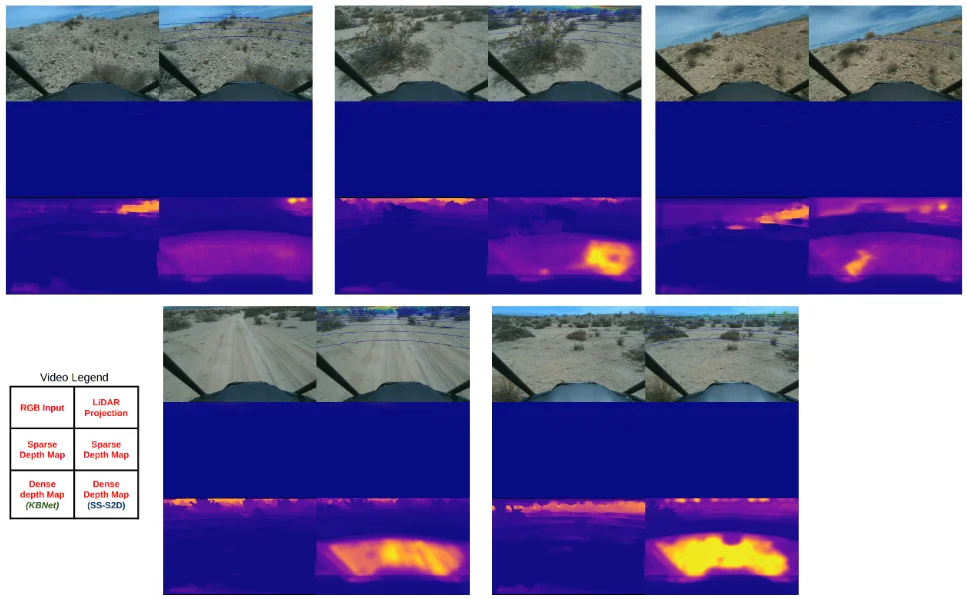 Video Legend
RGB Input
LiDAR
Projection
Sparse
Depth Map
Sparse
Depth Map
Dense
depth Map
(KBNet)
Dense
Depth Map
(SS-S2D)